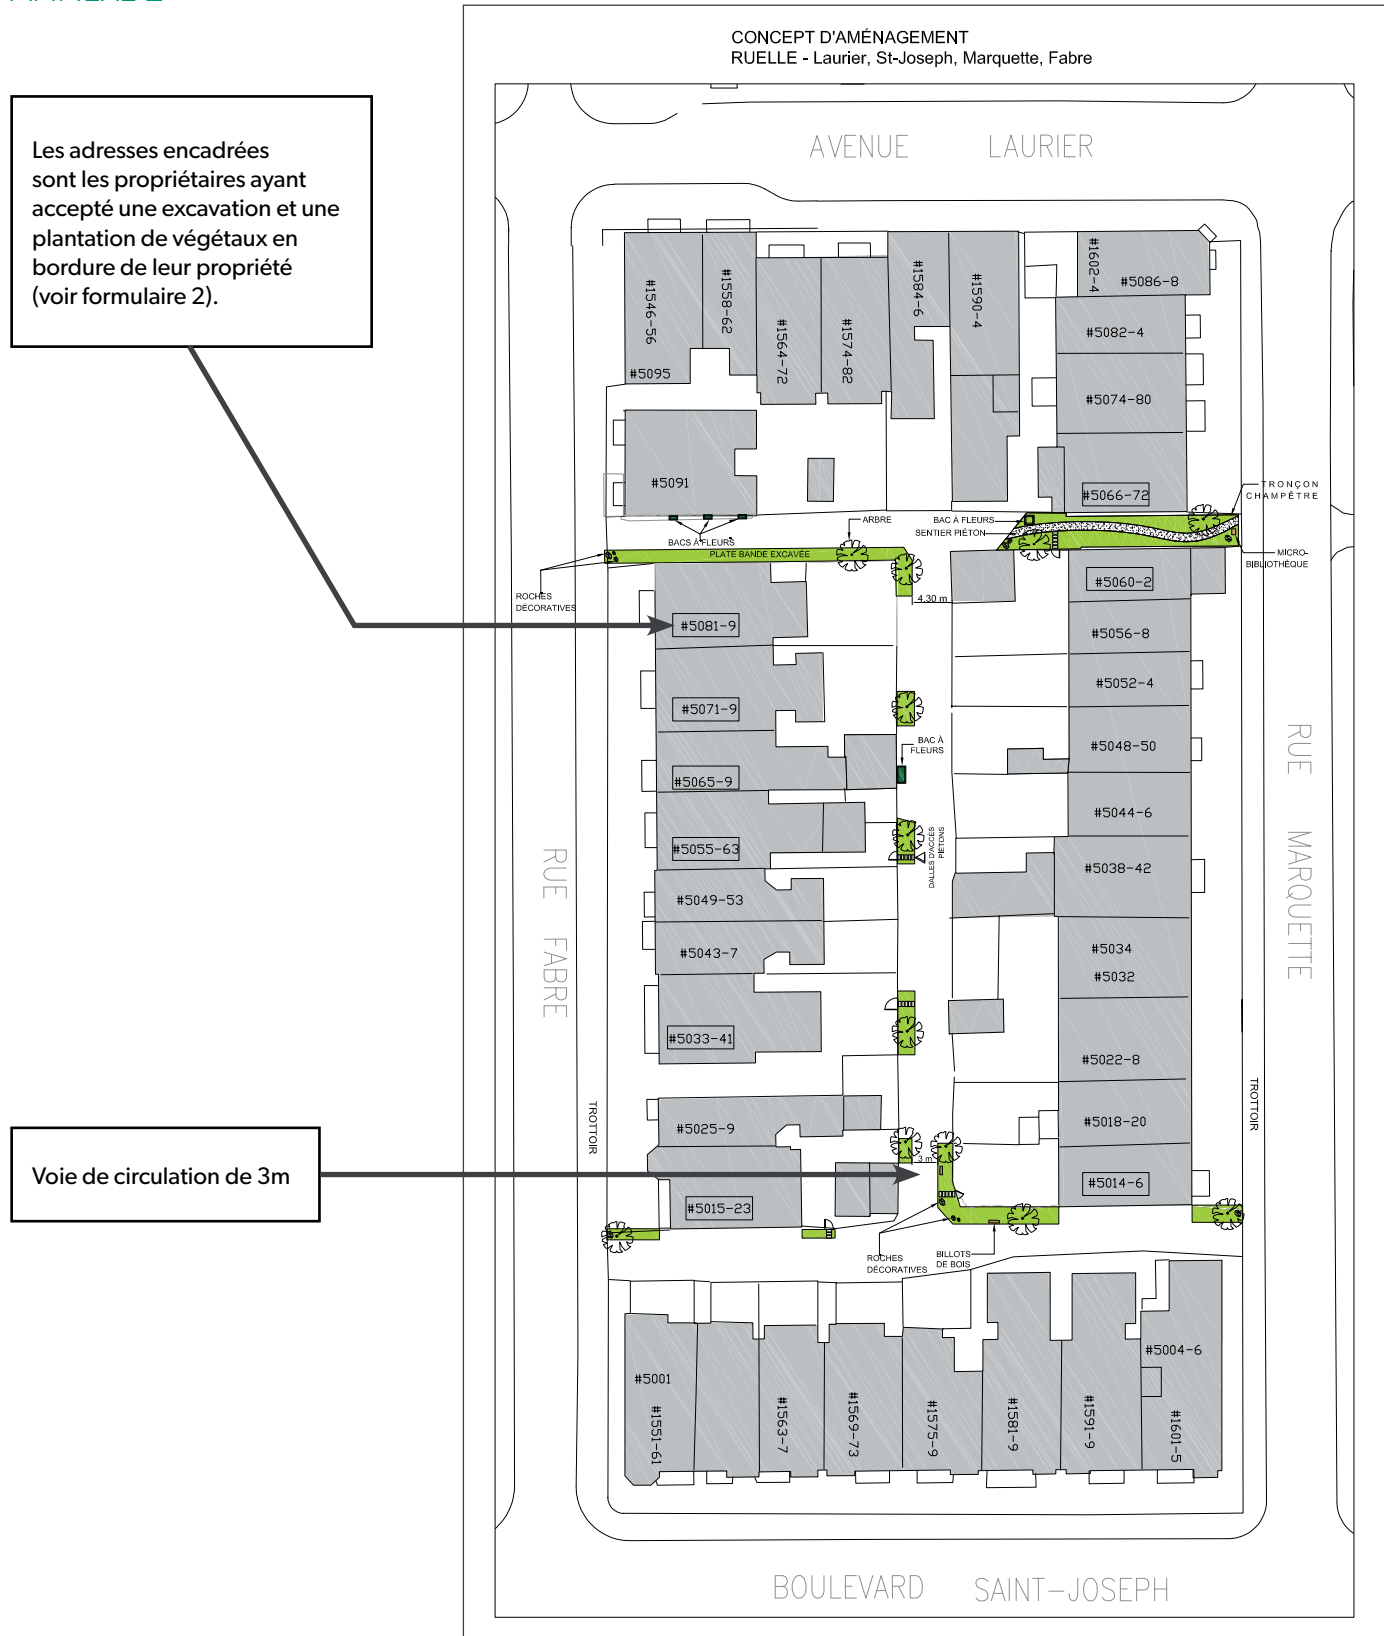 CONCEPT D'AMÉNAGEMENT
RUELLE - Laurier, St-Joseph, Marquette, Fabre
Les adresses encadrées
sont les propriétaires ayant
accepté une excavation et une
plantation de végétaux en
bordure de leur propriété
(voir formulaire 2).
AVENUE LAURIER
#1546-56
#5095
#1558-62
#1564-72
#1574-82
#1584-6
#1590-4
#1602-4
#5086-8
#5082-4
#5074-80
#5066-72
#5091
BACS À FLEURS
ARBRE
BAC À FLEURS
SENTIER PIÉTON
TRONÇON
CHAMPÊTRE
MICRO-
BIBLIOTHÈQUE
PLATE BANDE EXCAVÉE
ROCHES
DÉCORATIVES
4.30 m
#5081-9
#5071-9
#5065-9
#5055-63
#5049-53
#5043-7
#5033-41
#5025-9
#5015-23
BAC À
FLEURS
DALLES D'ACCÈS
PIÉTONS
#5060-2
#5056-8
#5052-4
#5048-50
#5044-6
#5038-42
#5034
#5032
#5022-8
#5018-20
#5014-6
RUE FABRE
RUE MARQUETTE
TROTTOIR
TROTTOIR
Voie de circulation de 3m
3 m
ROCHES
DÉCORATIVES
BILLOTS
DE BOIS
#5001
#1551-61
#1563-7
#1569-73
#1575-9
#1581-9
#1591-9
#5004-6
#1601-5
BOULEVARD SAINT-JOSEPH